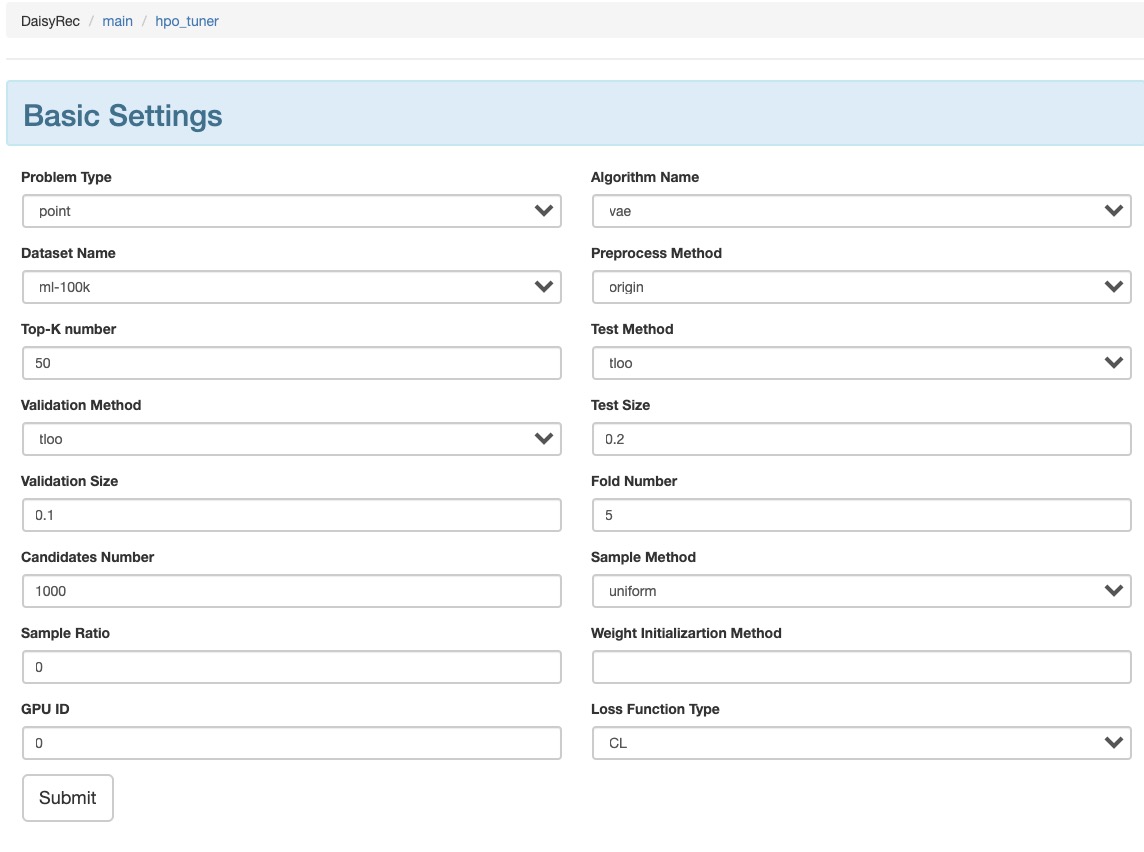 DaisyRec / main / hpo_tuner
Basic Settings
Problem Type
point
Algorithm Name
vae
Dataset Name
ml-100k
Preprocess Method
origin
Top-K number
50
Test Method
tloo
Validation Method
tloo
Test Size
0.2
Validation Size
0.1
Fold Number
5
Candidates Number
1000
Sample Method
uniform
Sample Ratio
0
Weight Initializartion Method
GPU ID
0
Loss Function Type
CL
Submit